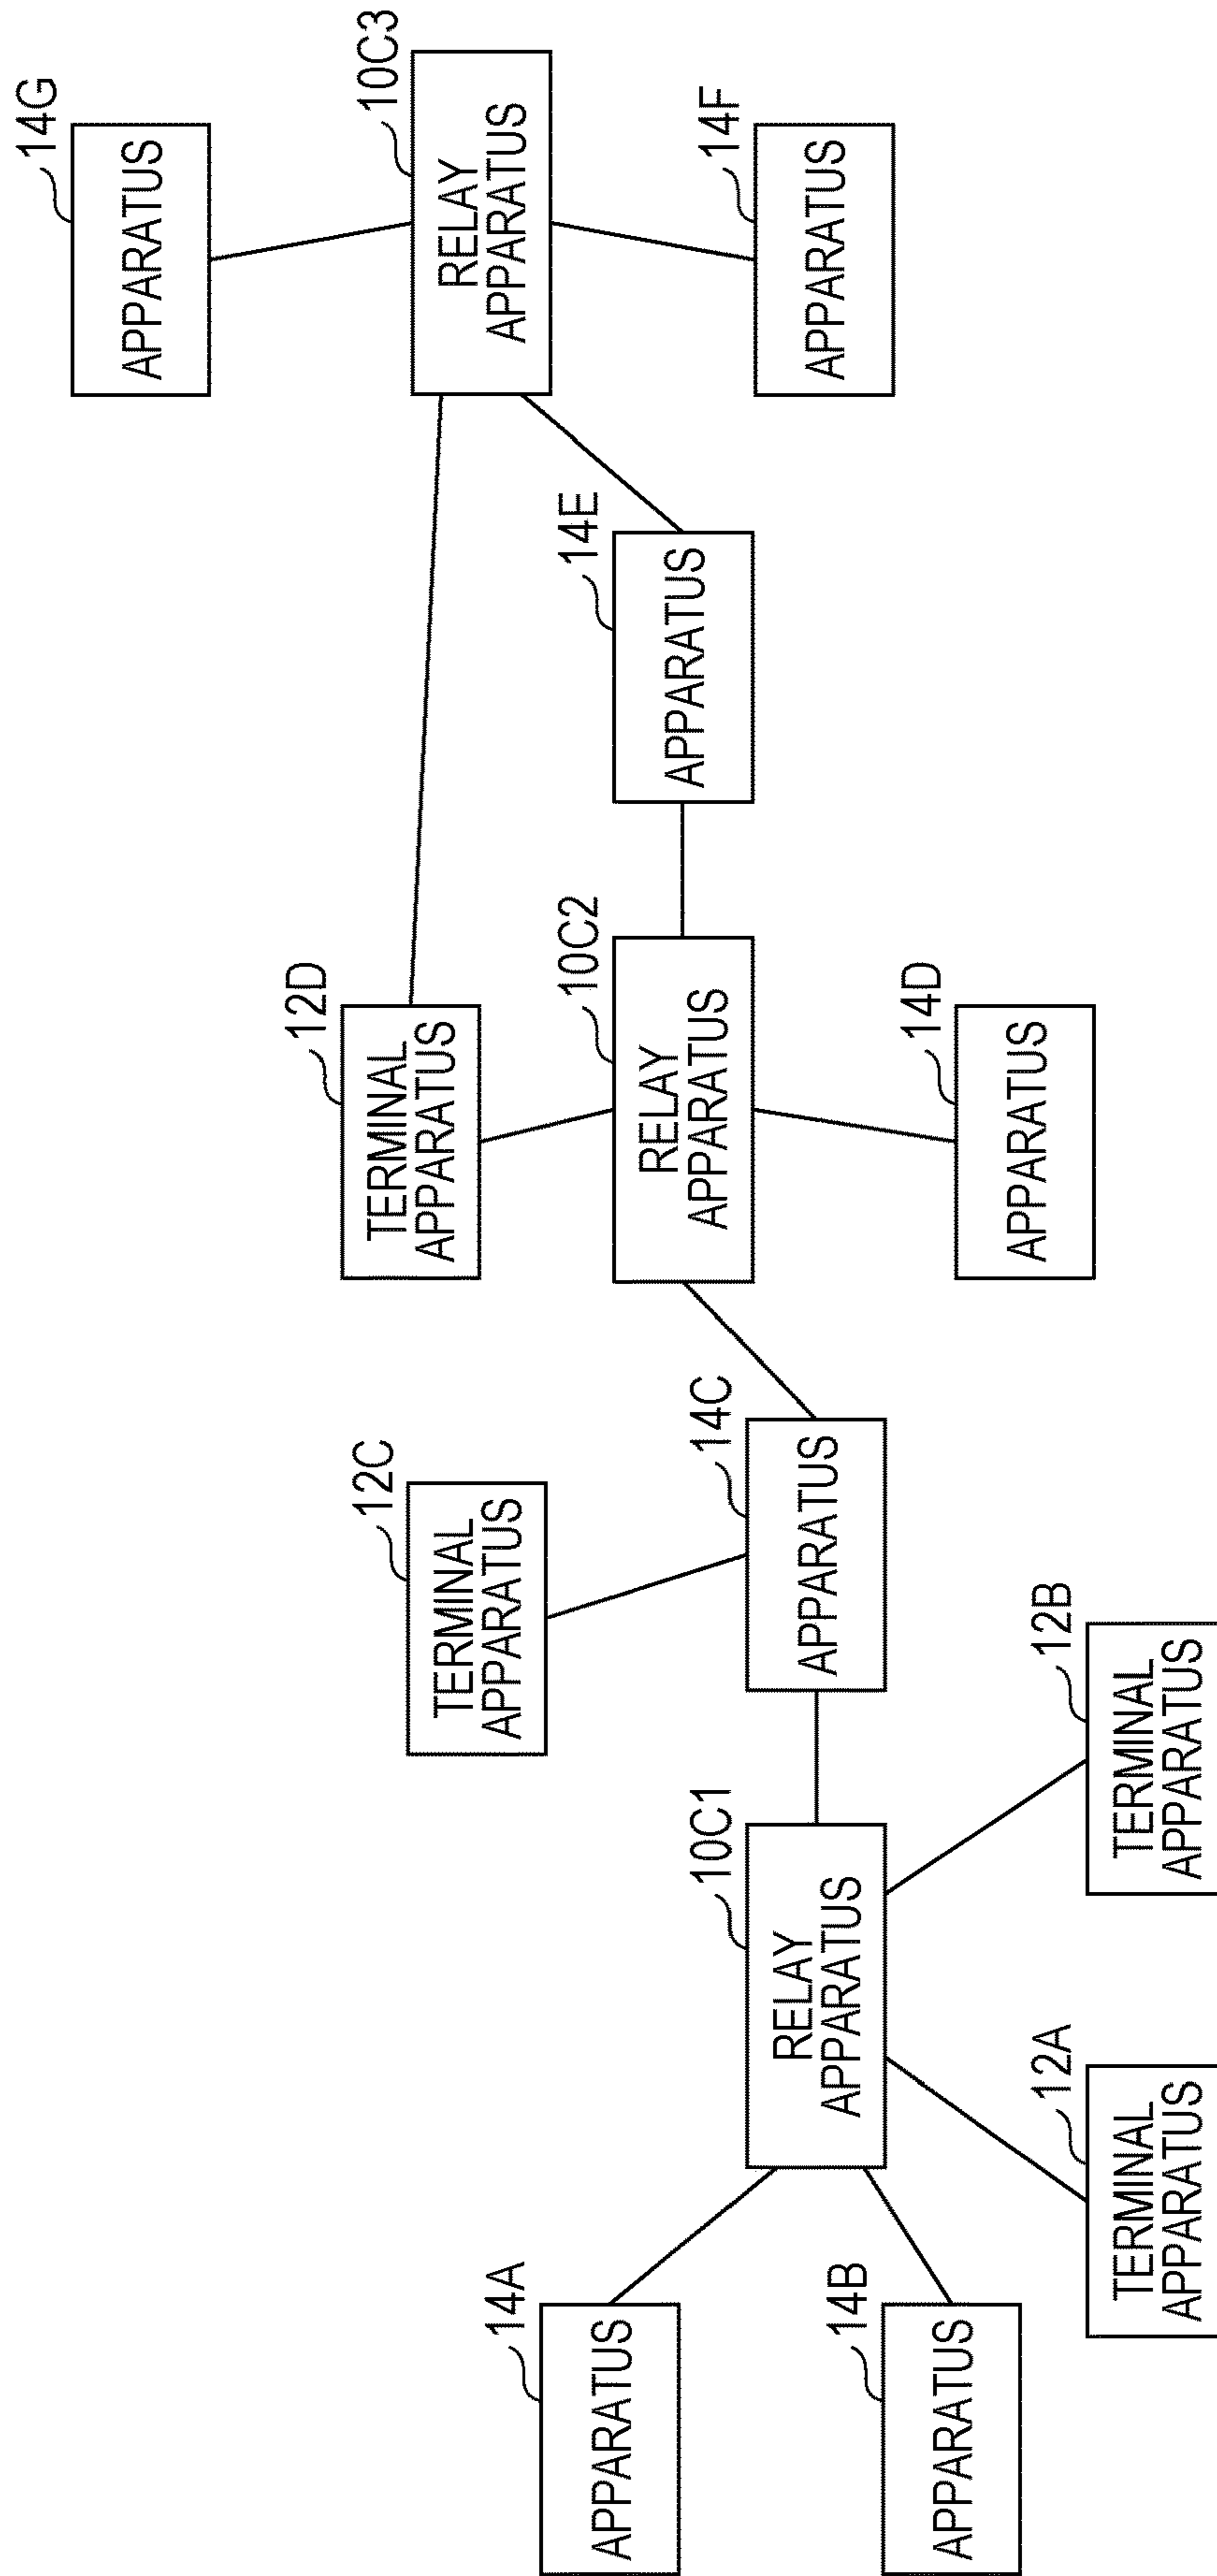 14G
APPARATUS
10C3
RELAY
APPARATUS
14F
APPARATUS
14E
APPARATUS
12D
TERMINAL
APPARATUS
10C2
RELAY
APPARATUS
14D
APPARATUS
12C
TERMINAL
APPARATUS
14C
APPARATUS
12B
TERMINAL
APPARATUS
10C1
RELAY
APPARATUS
12A
TERMINAL
APPARATUS
14A
APPARATUS
14B
APPARATUS